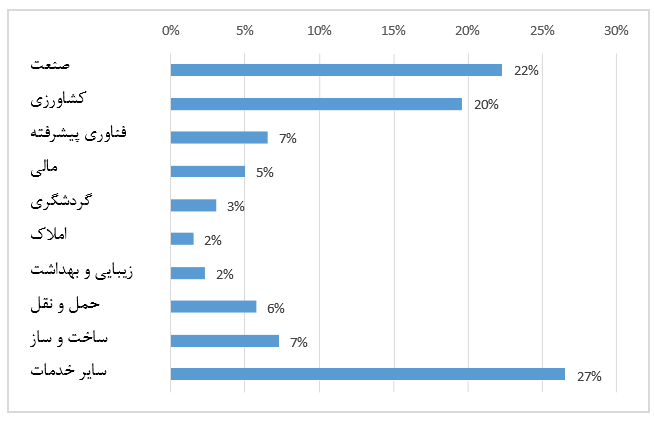 0% 5% 10% 15% 20% 25% 30%
صنعت 22%
کشاورزی 20%
فناوری پیشرفته 7%
مالی 5%
گردشگری 3%
املاک 2%
زیبایی و بهداشت 2%
حمل و نقل 6%
ساخت و ساز 7%
سایر خدمات 27%